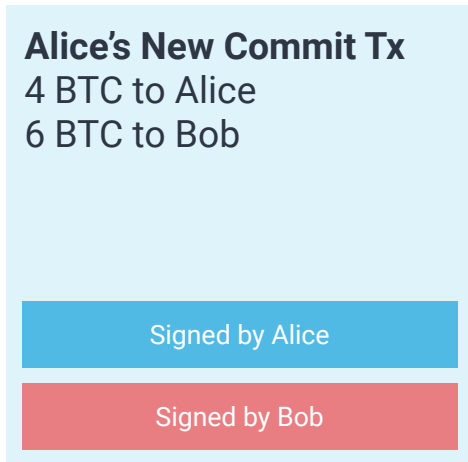 Alice’s New Commit Tx
4 BTC to Alice
6 BTC to Bob
Signed by Alice
Signed by Bob